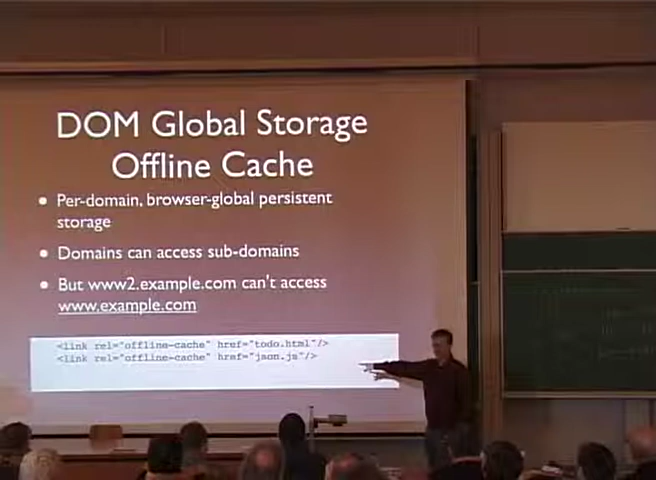 DOM Global Storage
Offline Cache
Per-domain, browser-global persistent
storage
Domains can access sub-domains
But www2.example.com can't access
www.example.com
<link rel="offline-cache" href="todo.html"/>
<link rel="offline-cache" href="json.js"/>